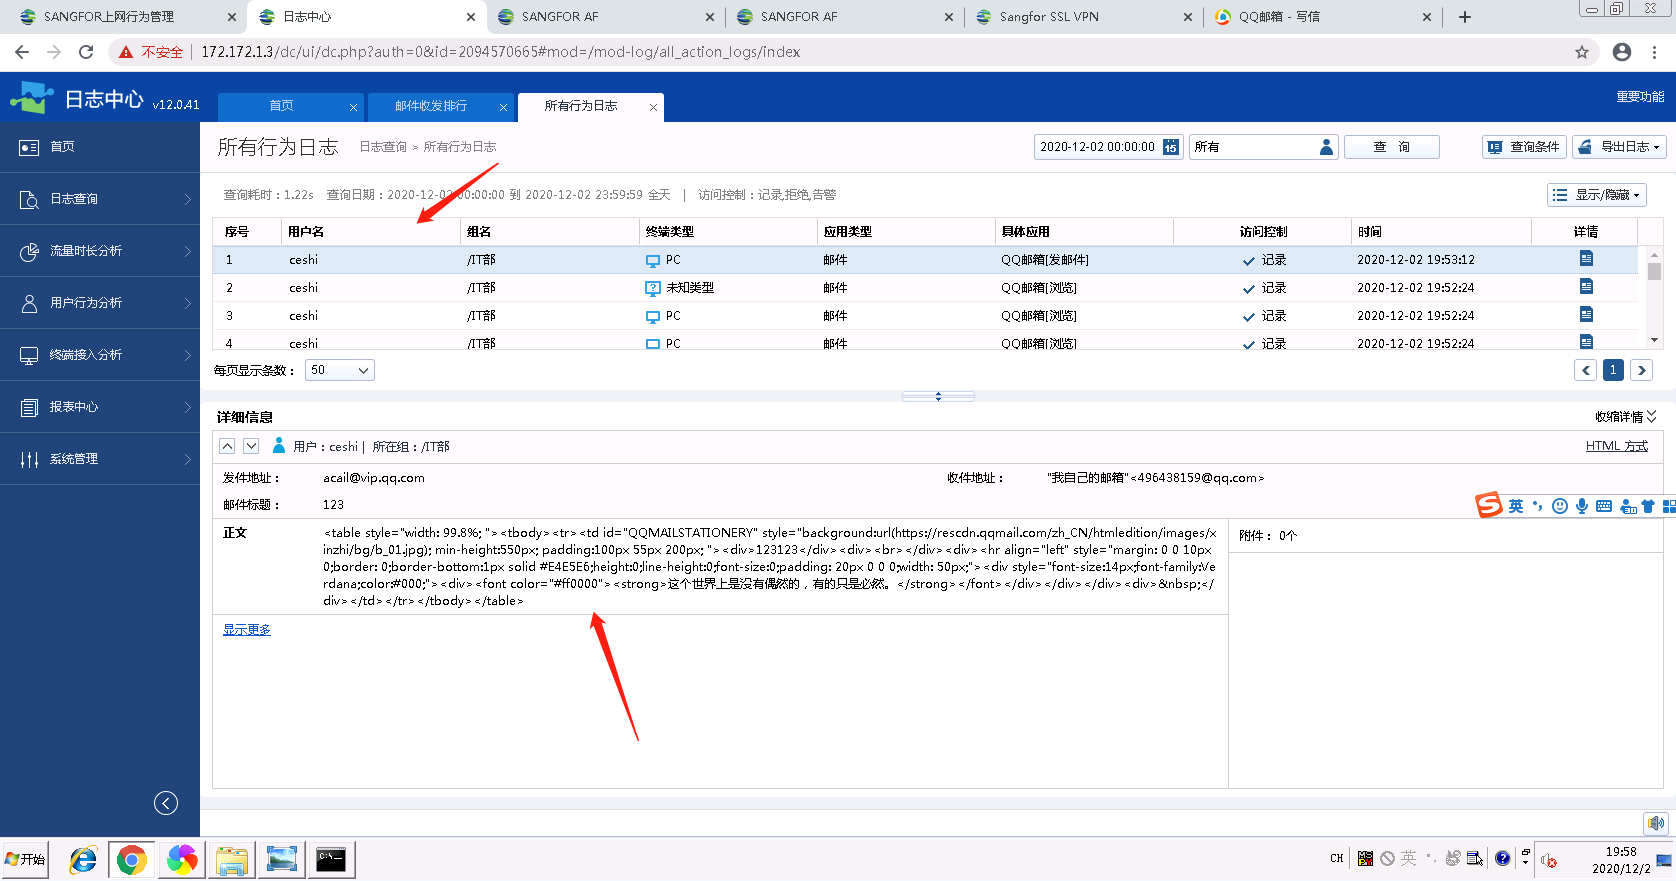 SANGFOR上网行为管理
日志中心
SANGFOR AF
SANGFOR AF
Sangfor SSL VPN
QQ邮箱 - 写信
不安全
172.172.1.3/dc/ui/dc.php?auth=0&id=2094570665#mod=/mod-log/all_action_logs/index
日志中心 v12.0.41
首页
邮件收发排行
所有行为日志
重要功能
首页
日志查询
流量时长分析
用户行为分析
终端接入分析
报表中心
系统管理
所有行为日志
日志查询 > 所有行为日志
2020-12-02 00:00:00
15
所有
查 询
查询条件
导出日志
查询耗时：1.22s 查询日期：2020-12-02 00:00:00 到 2020-12-02 23:59:59 全天 | 访问控制：记录,拒绝,告警
显示/隐藏
序号 用户名 组名 终端类型 应用类型 具体应用 访问控制 时间 详情
1 ceshi /IT部 PC 邮件 QQ邮箱[发邮件] 记录 2020-12-02 19:53:12
2 ceshi /IT部 未知类型 邮件 QQ邮箱[浏览] 记录 2020-12-02 19:52:24
3 ceshi /IT部 PC 邮件 QQ邮箱[浏览] 记录 2020-12-02 19:52:24
4 ceshi /IT部 PC 邮件 QQ邮箱[浏览] 记录 2020-12-02 19:52:24
每页显示条数： 50
1
详细信息
收缩详情
用户：ceshi | 所在组：/IT部
HTML 方式
发件地址： acail@vip.qq.com
收件地址： "我自己的邮箱"<496438159@qq.com>
邮件标题： 123
英
正文
<table style="width: 99.8%; "><tbody><tr><td id="QQMAILSTATIONERY" style="background:url(https://rescdn.qqmail.com/zh_CN/htmledition/images/x
inzhi/bg/b_01.jpg); min-height:550px; padding:100px 55px 200px; "><div>123123</div><div><br></div><div><hr align="left" style="margin: 0 0 10px
0;border: 0;border-bottom:1px solid #E4E5E6;height:0;line-height:0;font-size:0;padding: 20px 0 0 0;width: 50px;"><div style="font-size:14px;font-family:Ve
rdana;color:#000;"><div><font color="#ff0000"><strong>这个世界上是没有偶然的，有的只是必然。</strong></font></div></div></div><div>&nbsp;</
div></td></tr></tbody></table>
附件： 0个
显示更多
开始
C:\
CH
英
19:58
2020/12/2